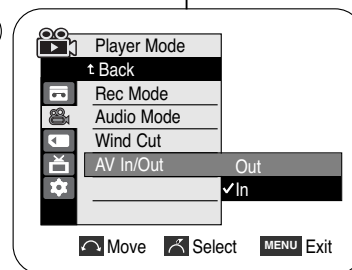 Player Mode
Back
Rec Mode
Audio Mode
Wind Cut
AV In/Out Out
✓In
Move Select MENU Exit